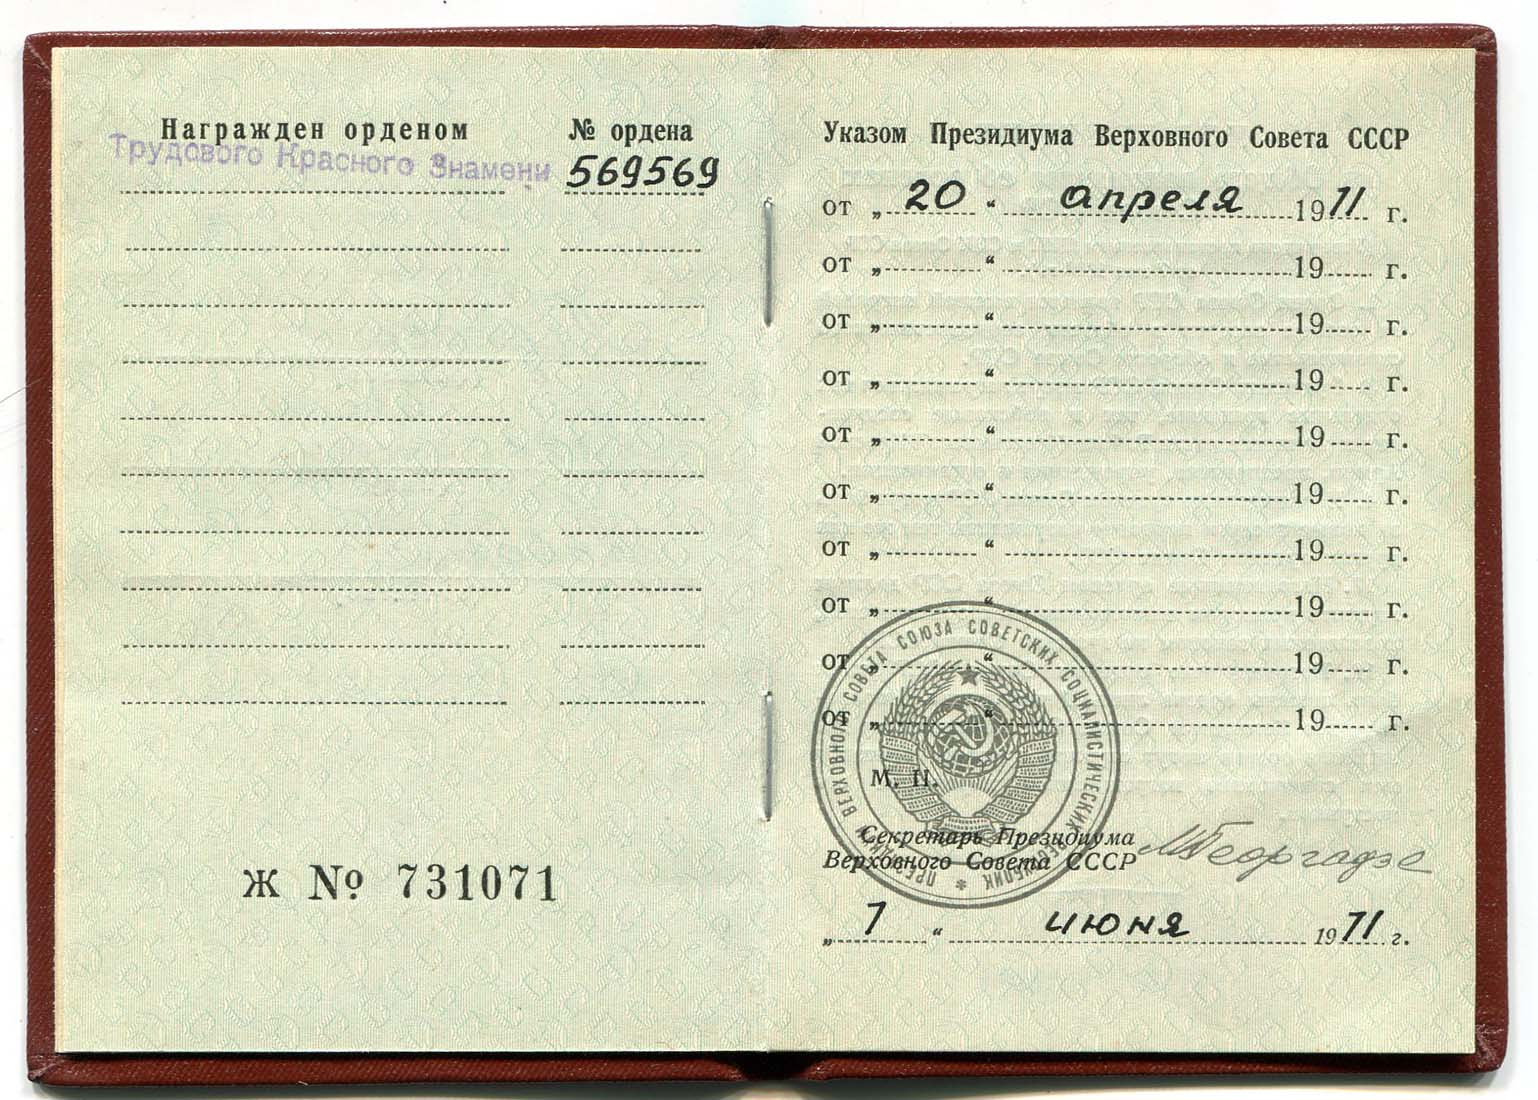 Награжден орденом
№ ордена
Трудового Красного Знамени
569569
Ж № 731071
Указом Президиума Верховного Совета СССР
от „ 20 “ апреля 1971 г.
от „ “ 19 г.
от „ “ 19 г.
от „ “ 19 г.
от „ “ 19 г.
от „ “ 19 г.
от „ “ 19 г.
от „ “ 19 г.
от „ “ 19 г.
от „ “ 19 г.
ПРЕЗИДИУМ ВЕРХОВНОГО СОВЕТА СОЮЗА СОВЕТСКИХ СОЦИАЛИСТИЧЕСКИХ РЕСПУБЛИК
М. П.
Секретарь Президиума
Верховного Совета СССР
МГеоргадзе
„ 1 “ июня 1971 г.